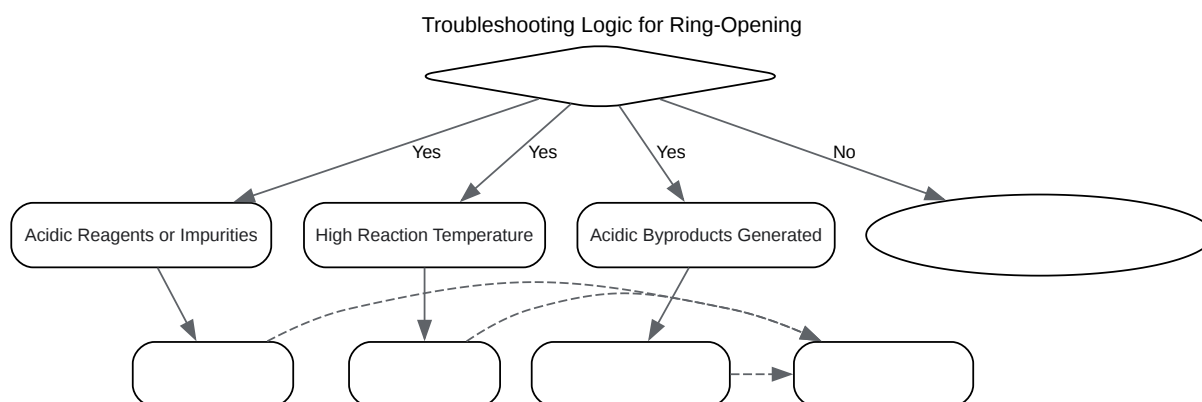 Troubleshooting Logic for Ring-Opening
Yes
Yes
Yes
No
Acidic Reagents or Impurities
High Reaction Temperature
Acidic Byproducts Generated